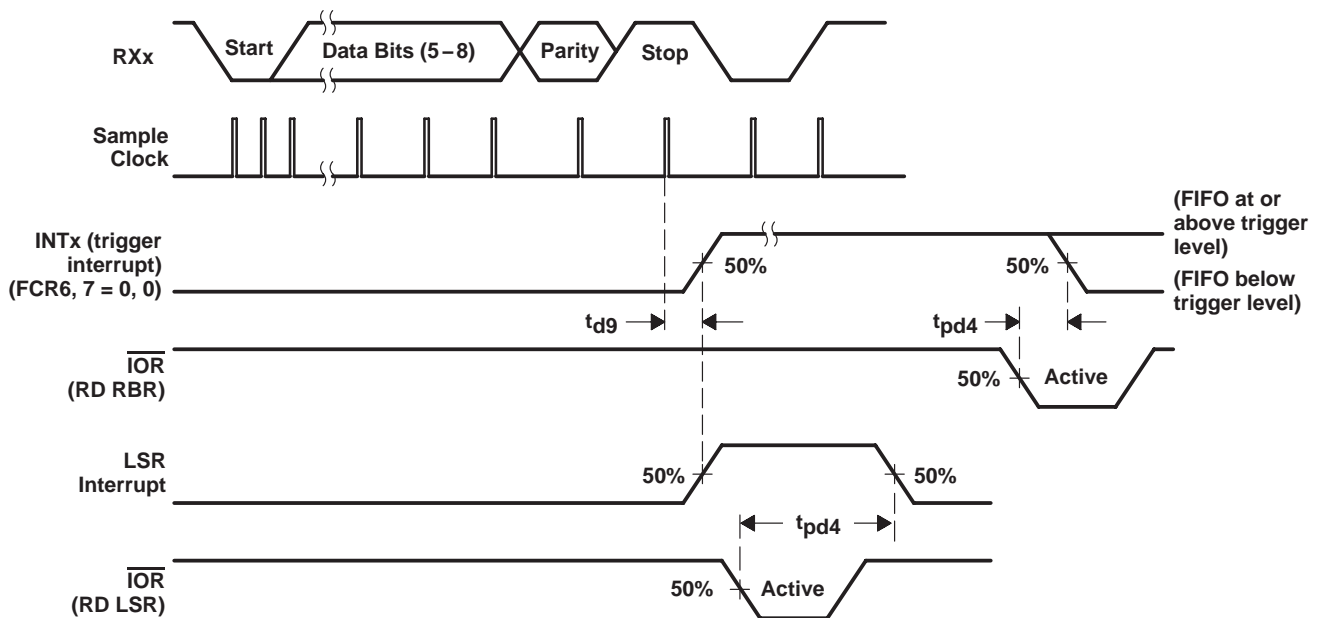 RXx
Start
Data Bits (5–8)
Parity
Stop
Sample
Clock
INTx (trigger
interrupt)
(FCR6, 7 = 0, 0)
50%
50%
(FIFO at or
above trigger
level)
(FIFO below
trigger level)
td9
tpd4
IOR
(RD RBR)
50%
Active
LSR
Interrupt
50%
50%
tpd4
IOR
(RD LSR)
50%
Active